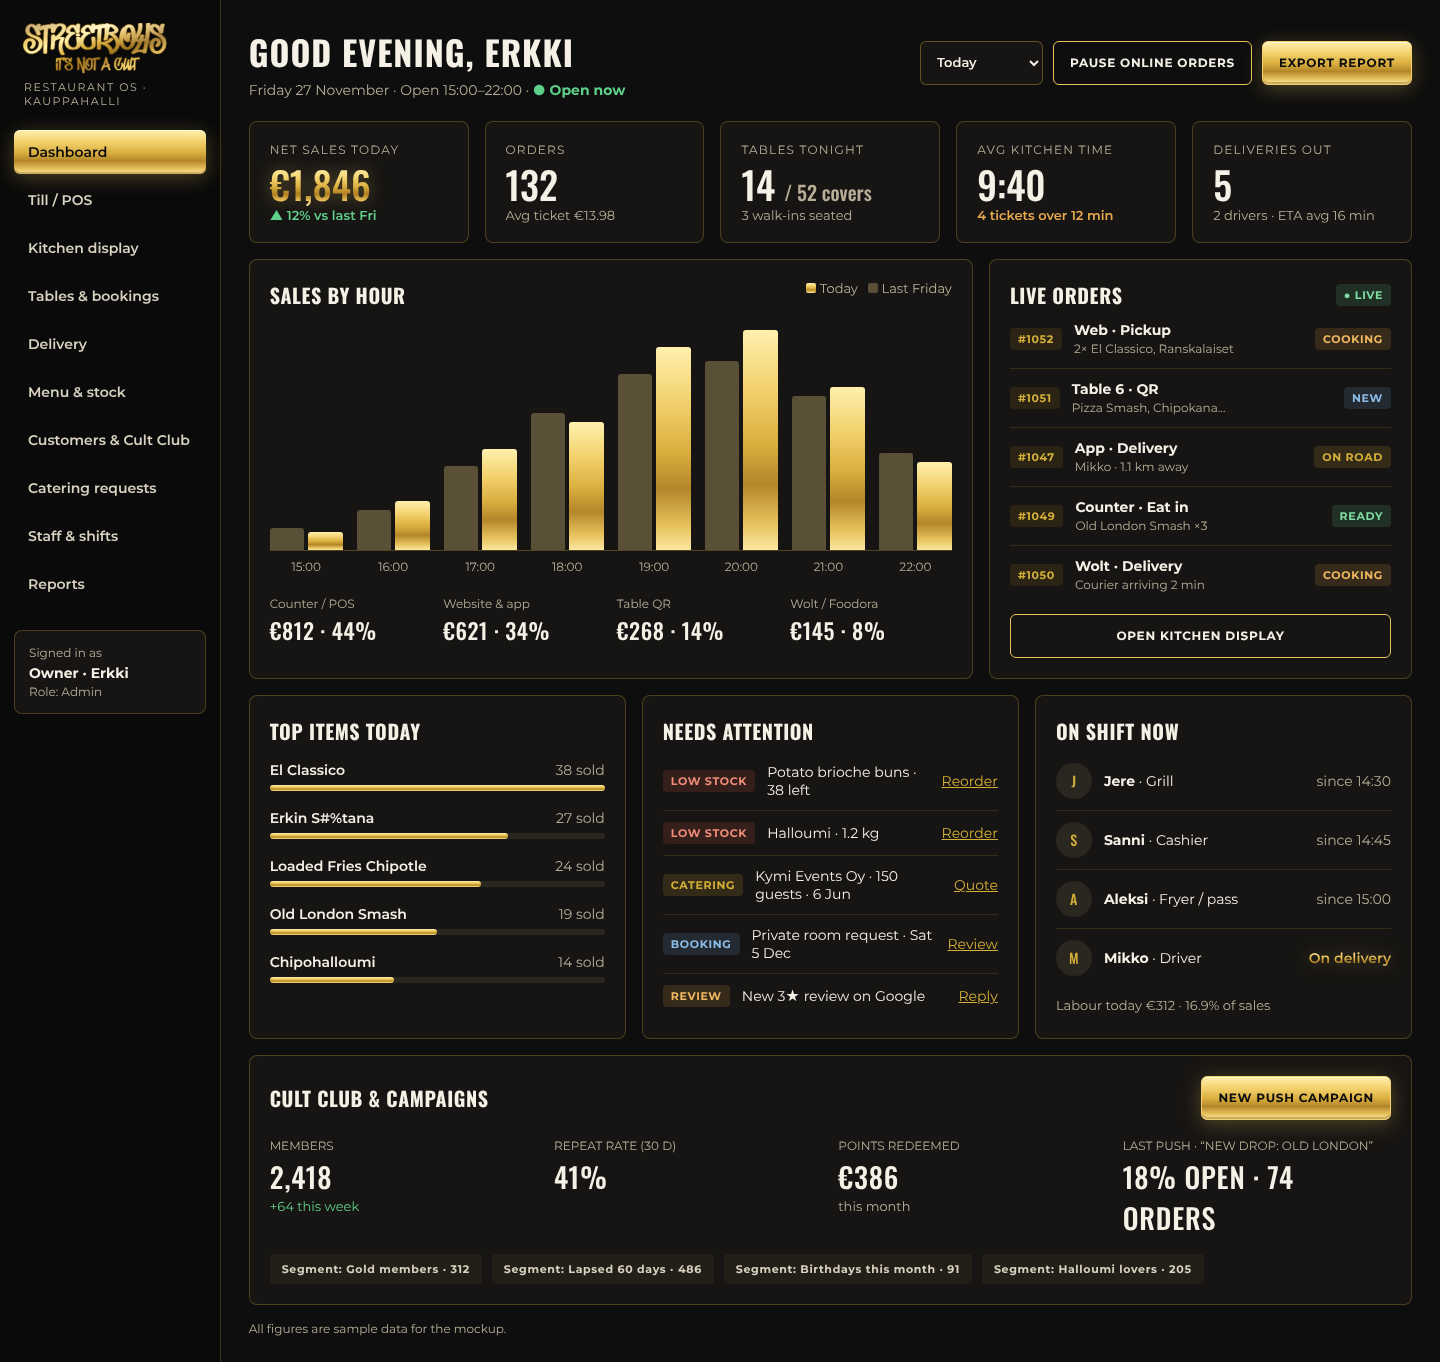 STREETBOYS
IT'S NOT A CULT
RESTAURANT OS ·
KAUPPAHALLI
Dashboard
Till / POS
Kitchen display
Tables & bookings
Delivery
Menu & stock
Customers & Cult Club
Catering requests
Staff & shifts
Reports
Signed in as
Owner · Erkki
Role: Admin
GOOD EVENING, ERKKI
Friday 27 November · Open 15:00–22:00 · ● Open now
Today
PAUSE ONLINE ORDERS
EXPORT REPORT
NET SALES TODAY
€1,846
▲ 12% vs last Fri
ORDERS
132
Avg ticket €13.98
TABLES TONIGHT
14 / 52 covers
3 walk-ins seated
AVG KITCHEN TIME
9:40
4 tickets over 12 min
DELIVERIES OUT
5
2 drivers · ETA avg 16 min
SALES BY HOUR
Today Last Friday
15:00 16:00 17:00 18:00 19:00 20:00 21:00 22:00
Counter / POS
€812 · 44%
Website & app
€621 · 34%
Table QR
€268 · 14%
Wolt / Foodora
€145 · 8%
LIVE ORDERS
● LIVE
#1052
Web · Pickup
2× El Classico, Ranskalaiset
COOKING
#1051
Table 6 · QR
Pizza Smash, Chipokana…
NEW
#1047
App · Delivery
Mikko · 1.1 km away
ON ROAD
#1049
Counter · Eat in
Old London Smash ×3
READY
#1050
Wolt · Delivery
Courier arriving 2 min
COOKING
OPEN KITCHEN DISPLAY
TOP ITEMS TODAY
El Classico 38 sold
Erkin S#%tana 27 sold
Loaded Fries Chipotle 24 sold
Old London Smash 19 sold
Chipohalloumi 14 sold
NEEDS ATTENTION
LOW STOCK
Potato brioche buns ·
38 left
Reorder
LOW STOCK
Halloumi · 1.2 kg
Reorder
CATERING
Kymi Events Oy · 150
guests · 6 Jun
Quote
BOOKING
Private room request · Sat
5 Dec
Review
REVIEW
New 3★ review on Google
Reply
ON SHIFT NOW
J Jere · Grill since 14:30
S Sanni · Cashier since 14:45
A Aleksi · Fryer / pass since 15:00
M Mikko · Driver On delivery
Labour today €312 · 16.9% of sales
CULT CLUB & CAMPAIGNS
NEW PUSH CAMPAIGN
MEMBERS
2,418
+64 this week
REPEAT RATE (30 D)
41%
POINTS REDEEMED
€386
this month
LAST PUSH · “NEW DROP: OLD LONDON”
18% OPEN · 74
ORDERS
Segment: Gold members · 312
Segment: Lapsed 60 days · 486
Segment: Birthdays this month · 91
Segment: Halloumi lovers · 205
All figures are sample data for the mockup.